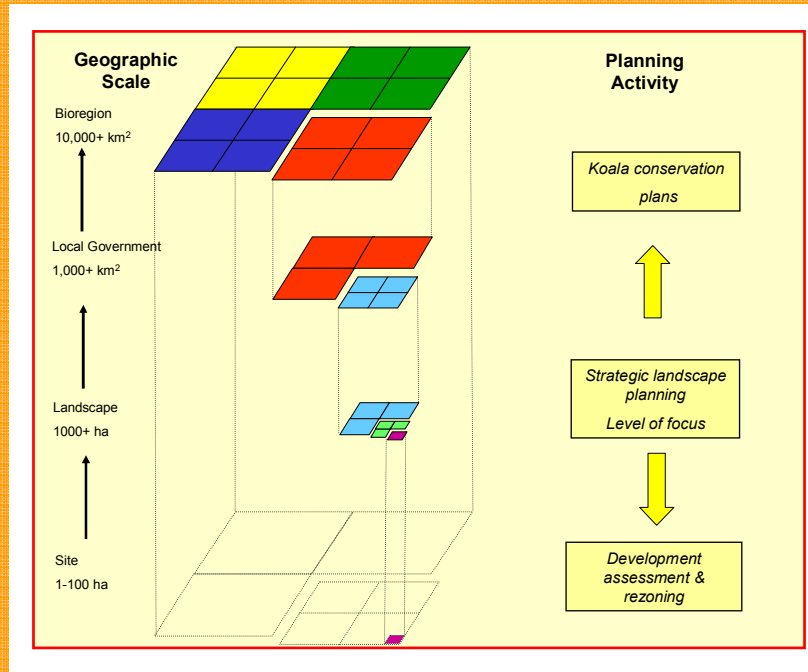 Geographic
Scale
Bioregion
10,000+ km²
Local Government
1,000+ km²
Landscape
1000+ ha
Site
1-100 ha
Planning
Activity
Koala conservation
plans
Strategic landscape
planning
Level of focus
Development
assessment &
rezoning